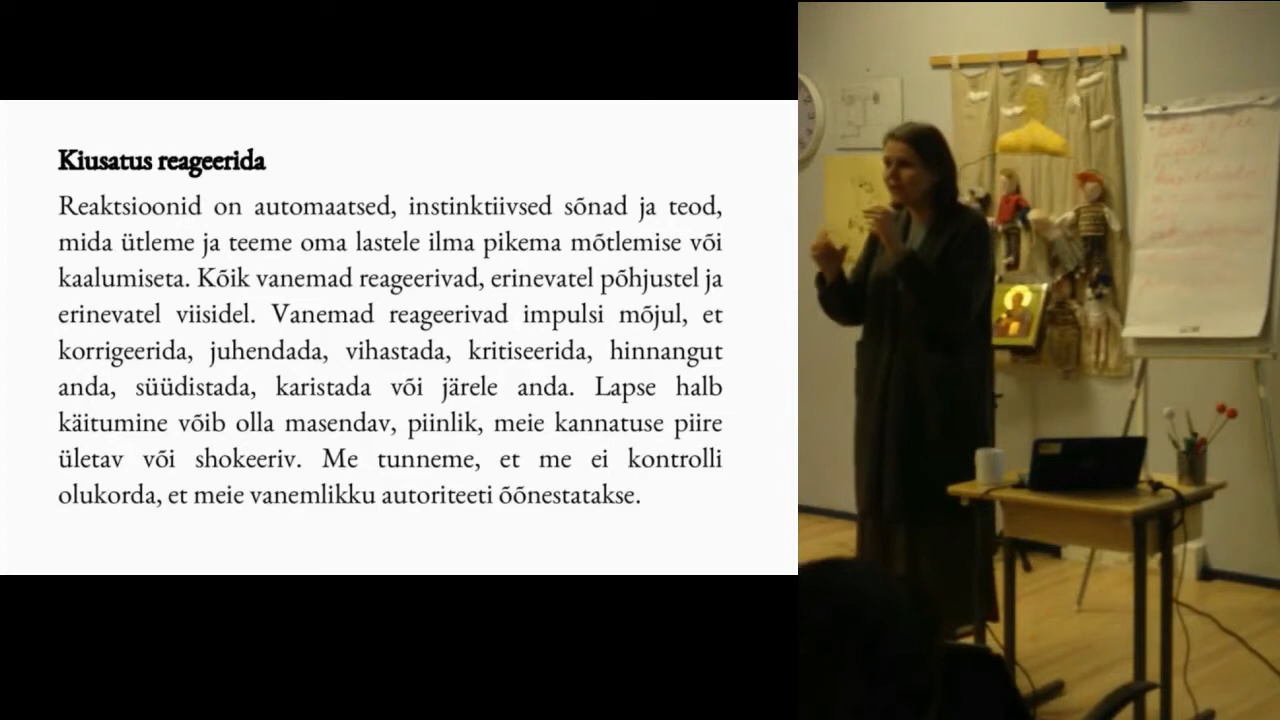 Kiusatus reageerida
Reaktsioonid on automaatsed, instinktiivsed sõnad ja teod,
mida ütleme ja teeme oma lastele ilma pikema mõtlemise või
kaalumiseta. Kõik vanemad reageerivad, erinevatel põhjustel ja
erinevatel viisidel. Vanemad reageerivad impulsi mõjul, et
korrigeerida, juhendada, vihastada, kritiseerida, hinnangut
anda, süüdistada, karistada või järele anda. Lapse halb
käitumine võib olla masendav, piinlik, meie kannatuse piire
ületav või shokeeriv. Me tunneme, et me ei kontrolli
olukorda, et meie vanemlikku autoriteeti õõnestatakse.